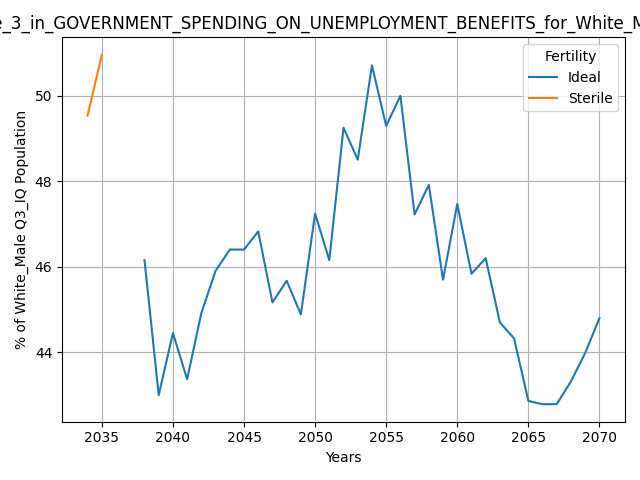 _3_in_GOVERNMENT_SPENDING_ON_UNEMPLOYMENT_BENEFITS_for_White_M
Fertility
Ideal
Sterile
% of White_Male Q3_IQ Population
50
48
46
44
2035 2040 2045 2050 2055 2060 2065 2070
Years